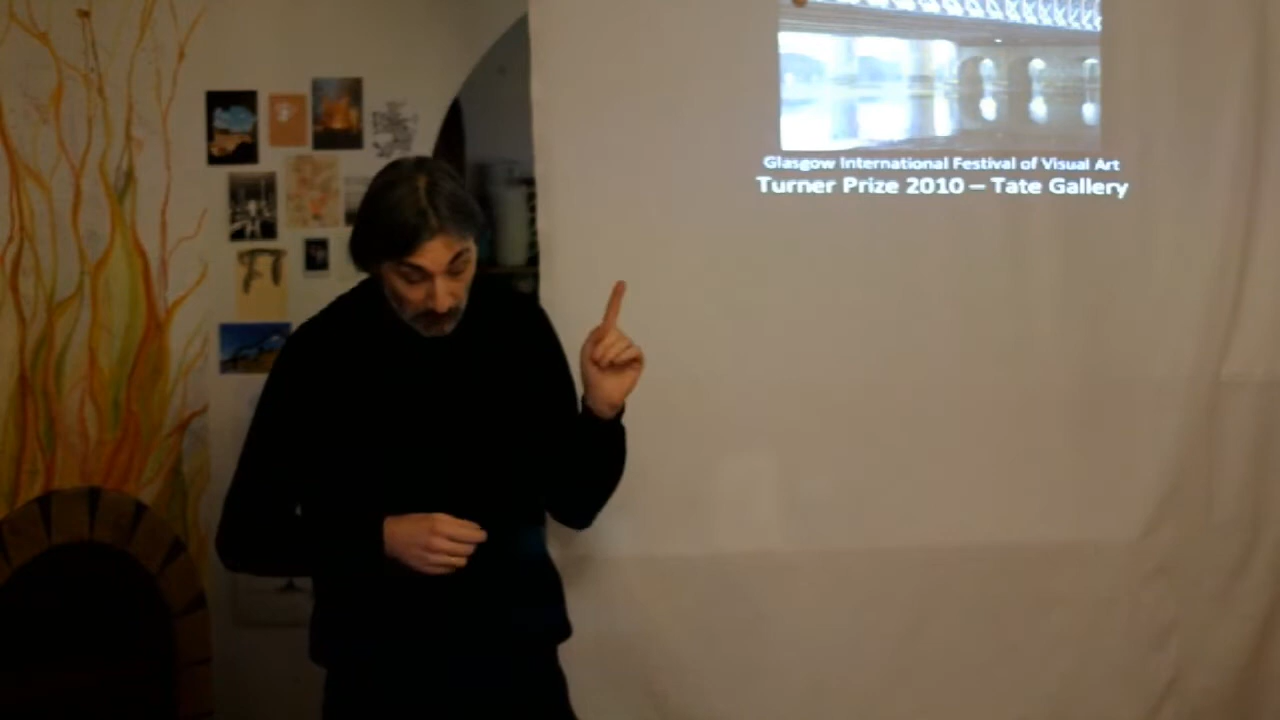 Glasgow International Festival of Visual Art
Turner Prize 2010 – Tate Gallery